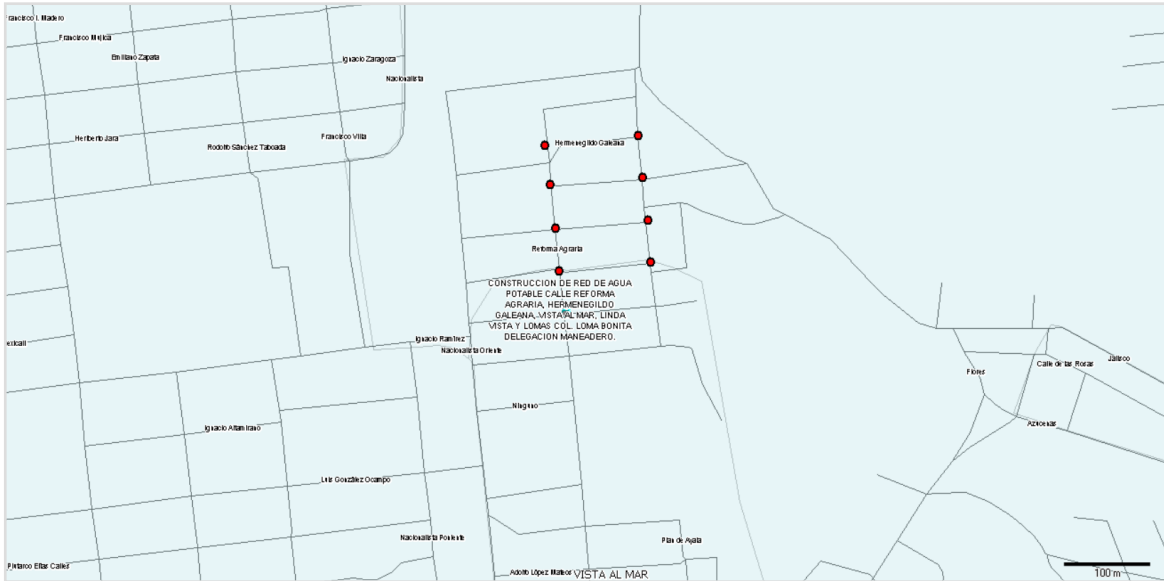 Francisco I. Madero
Francisco Mujica
Emiliano Zapata
Ignacio Zaragoza
Nacionalista
Heriberto Jara
Rodolfo Sánchez Taboada
Francisco Villa
Hermenegildo Galeana
Reforma Agraria
CONSTRUCCION DE RED DE AGUA
POTABLE CALLE REFORMA
AGRARIA, HERMENEGILDO
GALEANA, VISTA AL MAR, LINDA
VISTA Y LOMAS COL. LOMA BONITA
DELEGACION MANEADERO.
exicali
Ignacio Ramírez
Nacionalista Oriente
Flores
Calle de las Rosas
Jalisco
Ninguno
Ignacio Altamirano
Azucenas
Luis González Ocampo
Nacionalista Poniente
Plan de Ayala
Plutarco Elías Calles
Adolfo López Mateos
VISTA AL MAR
100 m